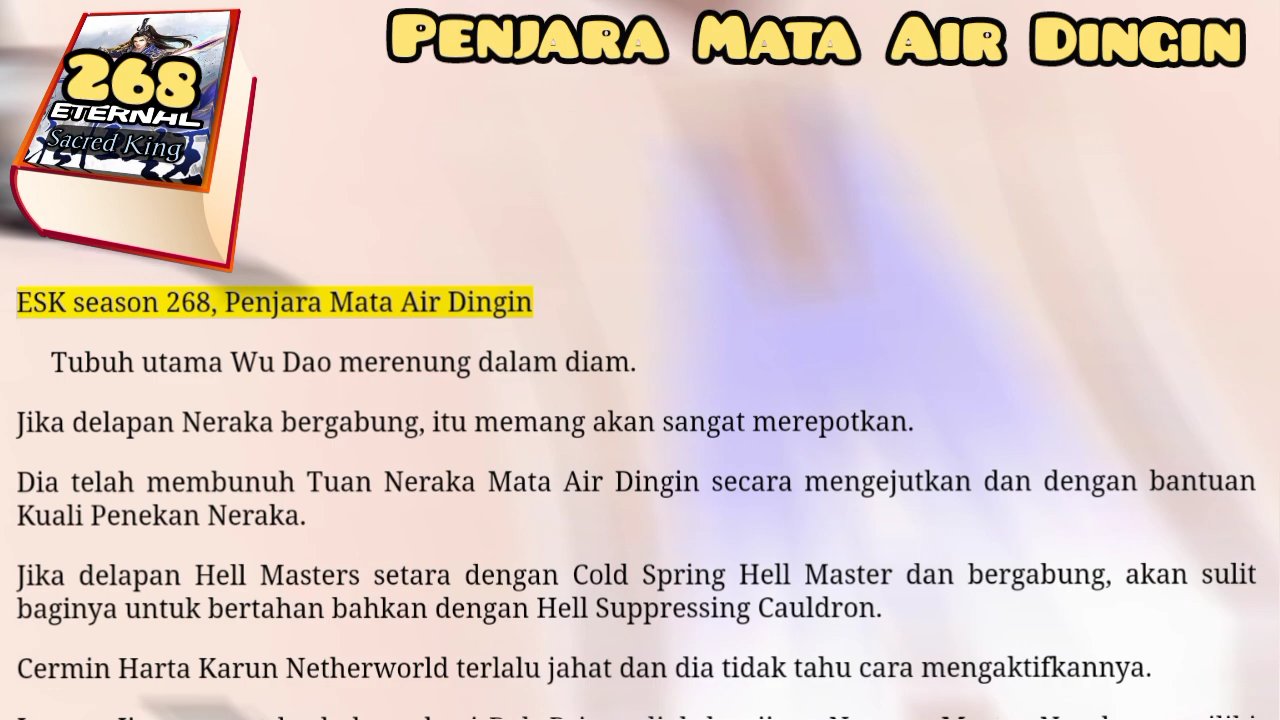 Penjara Mata Air Dingin
268
ETERNAL
Sacred King
ESK season 268, Penjara Mata Air Dingin
Tubuh utama Wu Dao merenung dalam diam.
Jika delapan Neraka bergabung, itu memang akan sangat merepotkan.
Dia telah membunuh Tuan Neraka Mata Air Dingin secara mengejutkan dan dengan bantuan
Kuali Penekan Neraka.
Jika delapan Hell Masters setara dengan Cold Spring Hell Master dan bergabung, akan sulit
baginya untuk bertahan bahkan dengan Hell Suppressing Cauldron.
Cermin Harta Karun Netherworld terlalu jahat dan dia tidak tahu cara mengaktifkannya.